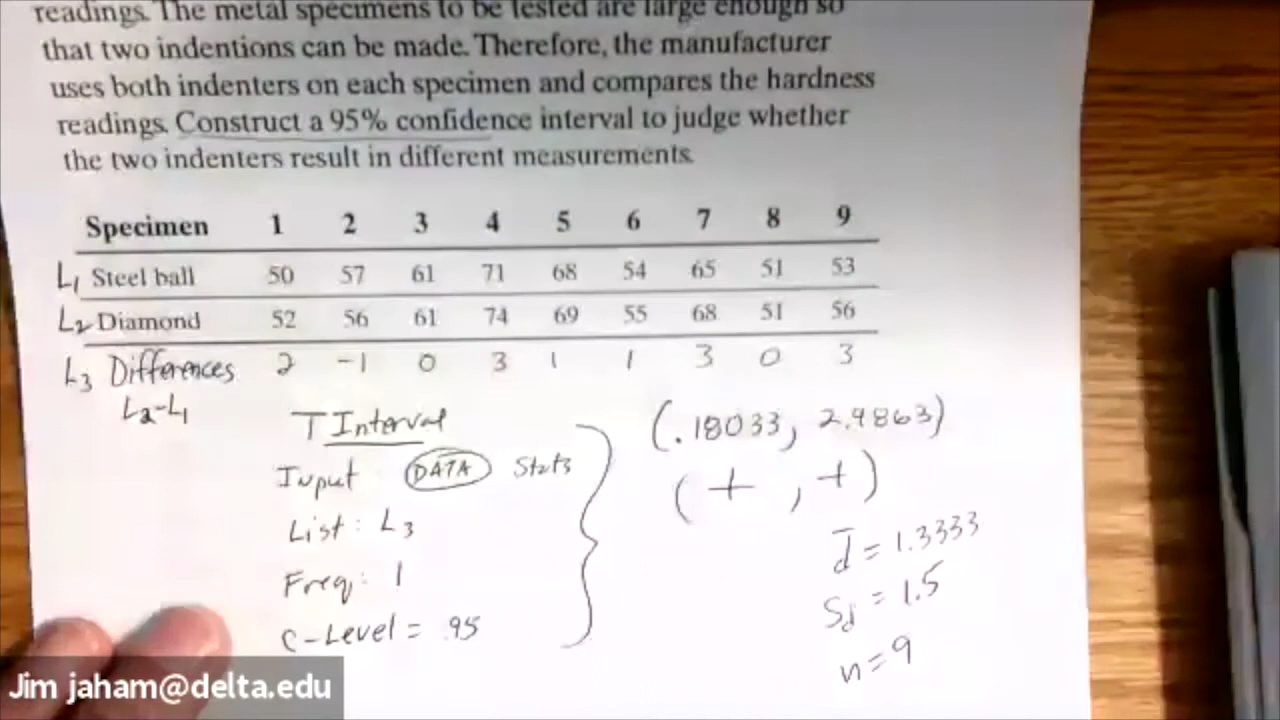 readings. The metal specimens to be tested are large enough so
that two indentions can be made. Therefore, the manufacturer
uses both indenters on each specimen and compares the hardness
readings. Construct a 95% confidence interval to judge whether
the two indenters result in different measurements.
Specimen 1 2 3 4 5 6 7 8 9
L1 Steel ball 50 57 61 71 68 54 65 51 53
L2 Diamond 52 56 61 74 69 55 68 51 56
L3 Differences 2 -1 0 3 1 1 3 0 3
L2-L1
T Interval
Input DATA Stats
List: L3
Freq: 1
C-Level = .95
(.18033, 2.4863)
(+, +)
d̄ = 1.3333
Sd = 1.5
n = 9
Jim jaham@delta.edu